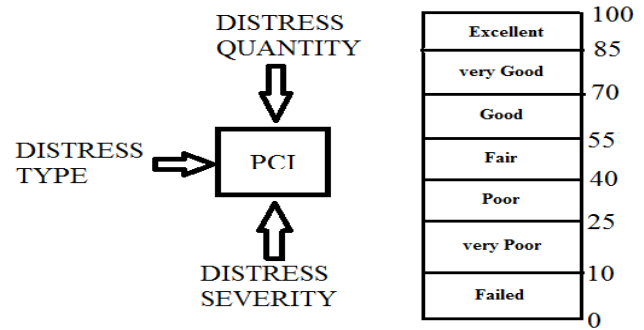 DISTRESS
QUANTITY
DISTRESS
TYPE
PCI
DISTRESS
SEVERITY
100
Excellent
85
very Good
70
Good
55
Fair
40
Poor
25
very Poor
10
Failed
0